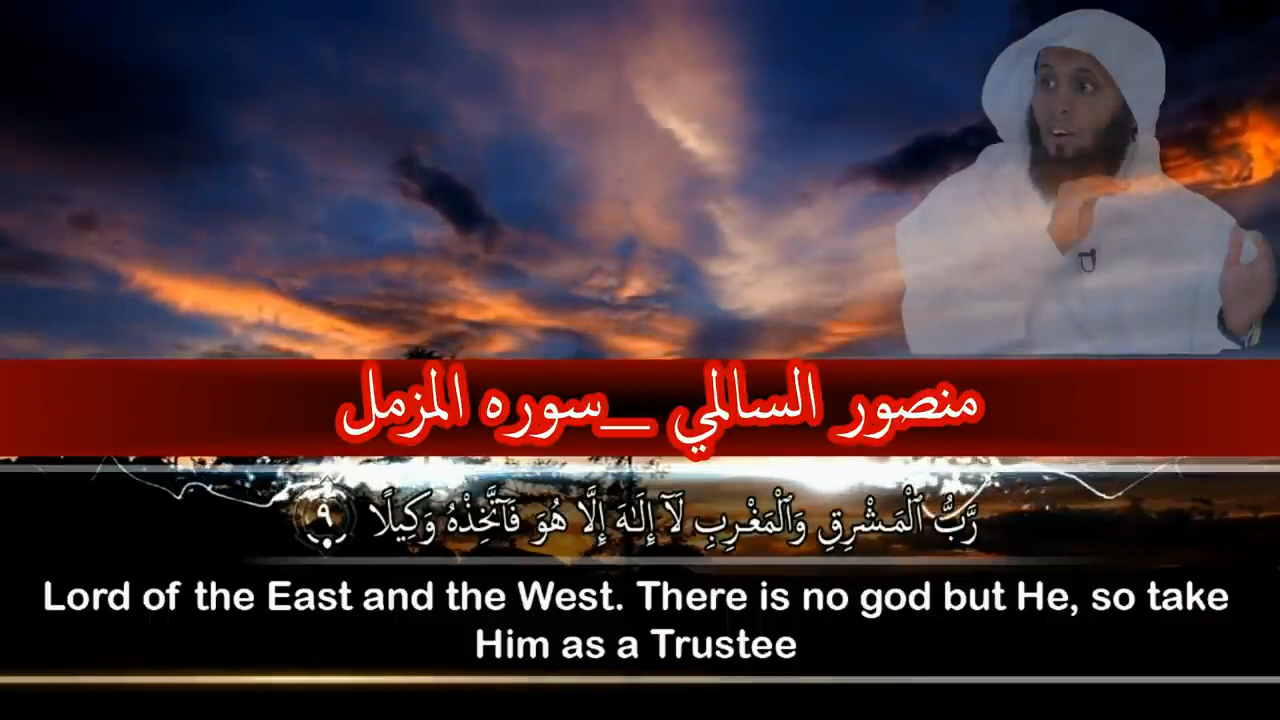 منصور السالمي _سوره المزمل
رَّبُّ ٱلْمَشْرِقِ وَٱلْمَغْرِبِ لَآ إِلَـٰهَ إِلَّا هُوَ فَٱتَّخِذْهُ وَكِيلًا ٩
Lord of the East and the West. There is no god but He, so take
Him as a Trustee